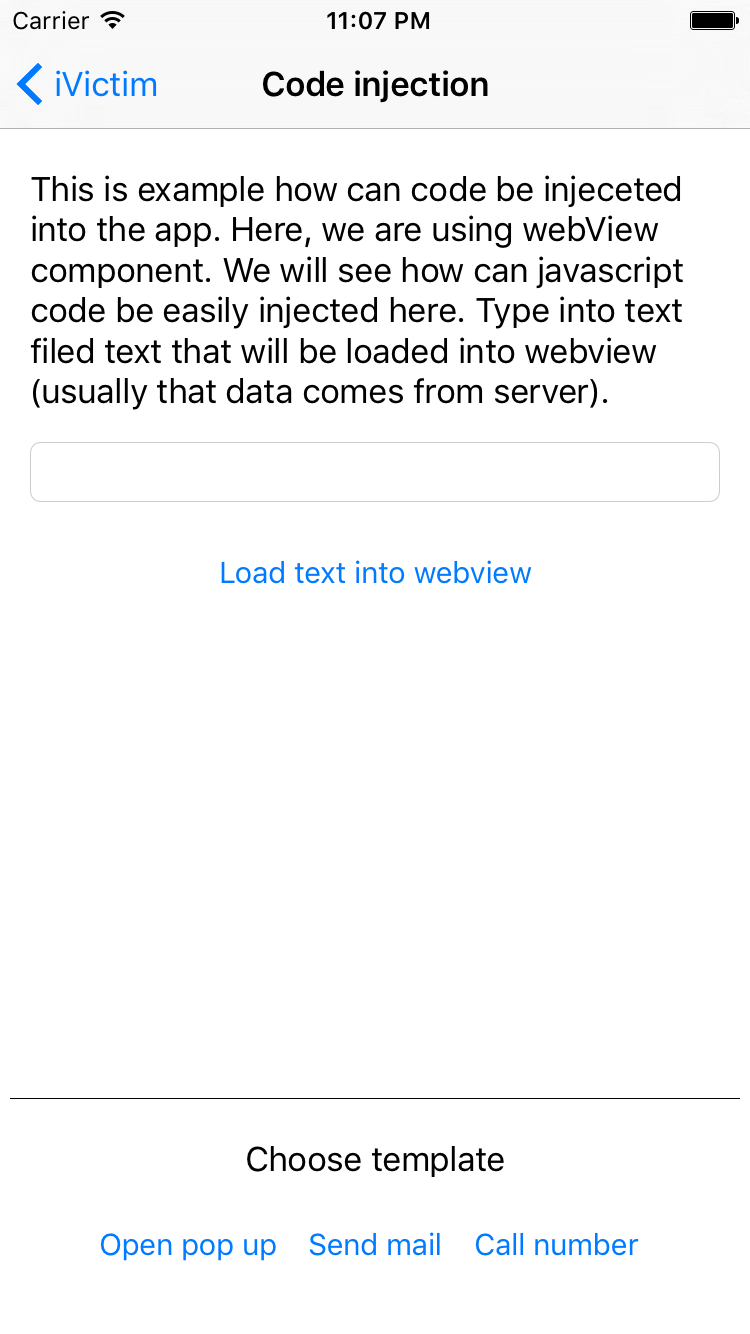 Carrier 11:07 PM
iVictim Code injection
This is example how can code be injeceted
into the app. Here, we are using webView
component. We will see how can javascript
code be easily injected here. Type into text
filed text that will be loaded into webview
(usually that data comes from server).
Load text into webview
Choose template
Open pop up Send mail Call number